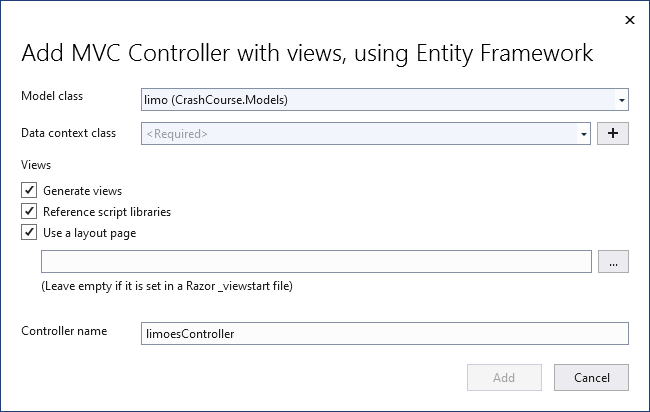 Add MVC Controller with views, using Entity Framework
Model class
limo (CrashCourse.Models)
Data context class
<Required>
Views
Generate views
Reference script libraries
Use a layout page
...
(Leave empty if it is set in a Razor _viewstart file)
Controller name
limoesController
Add
Cancel